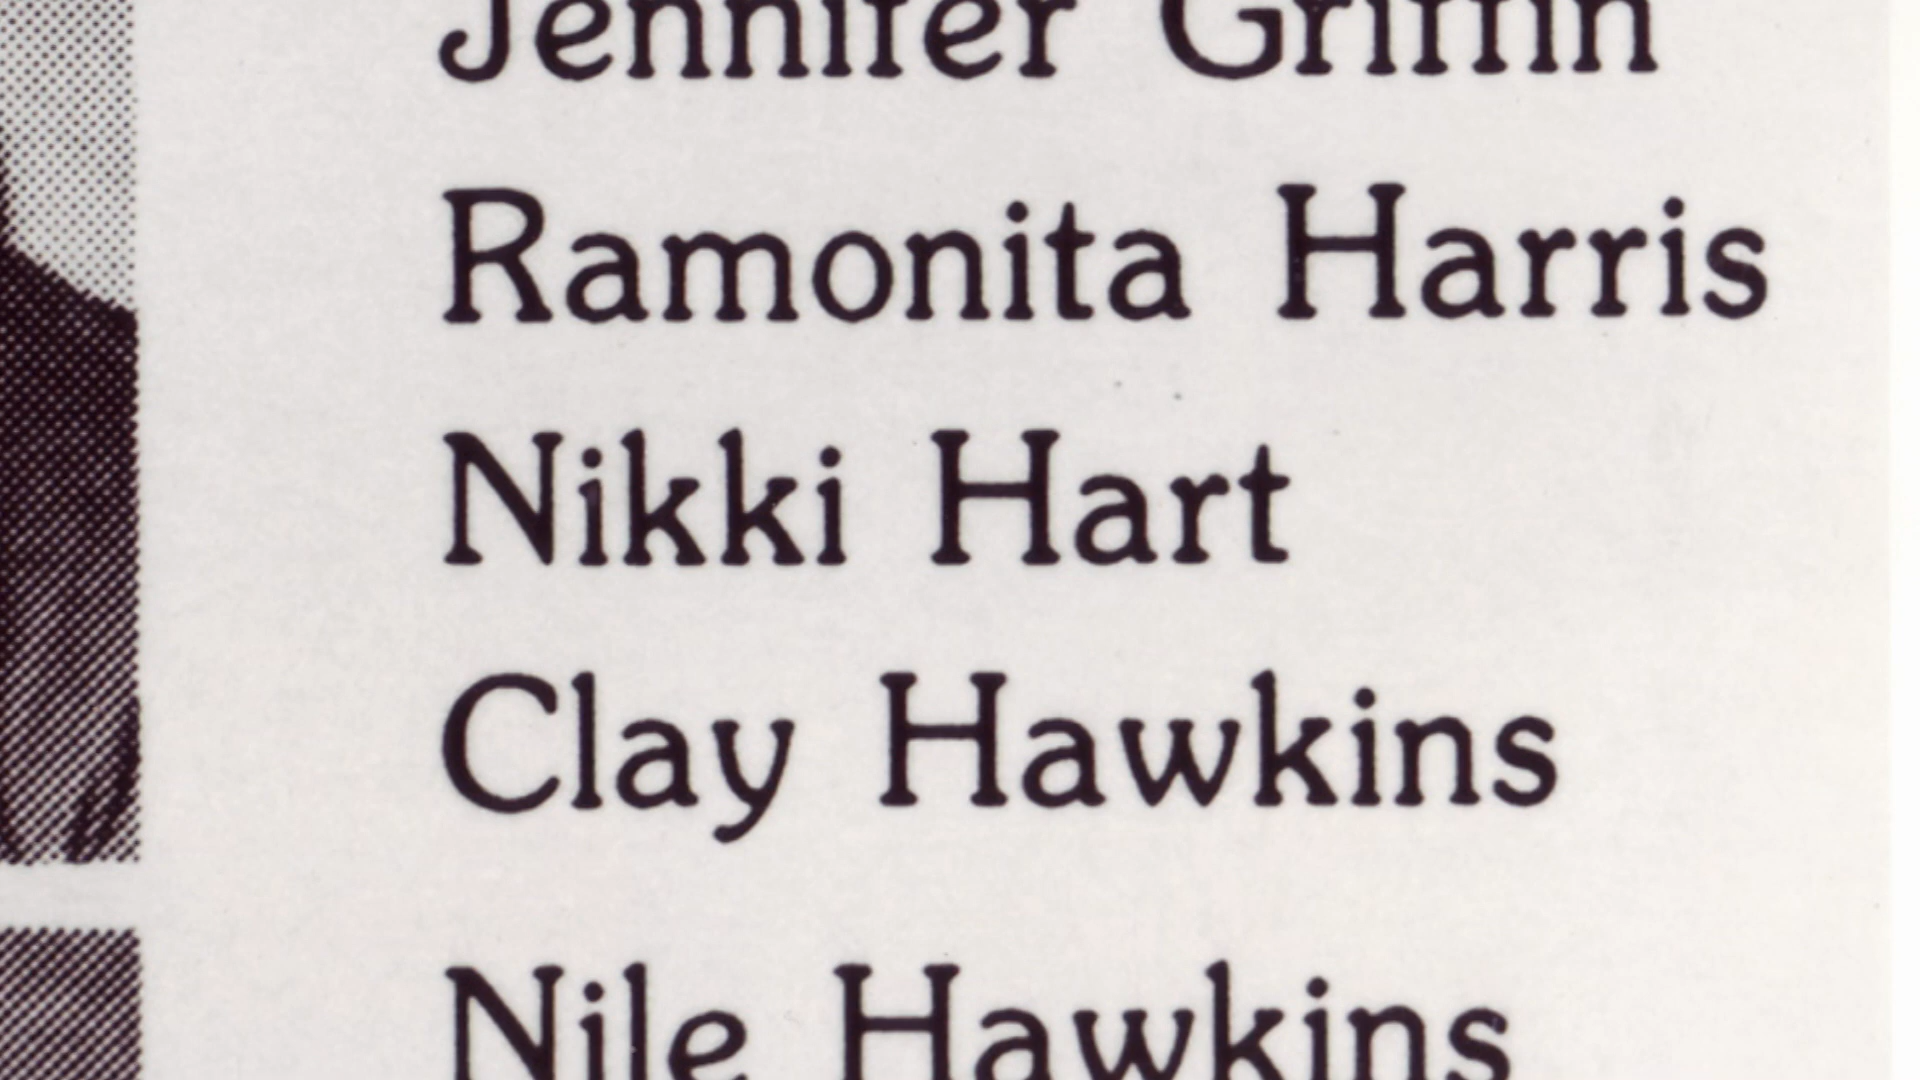 Jennifer Griffin
Ramonita Harris
Nikki Hart
Clay Hawkins
Nile Hawkins